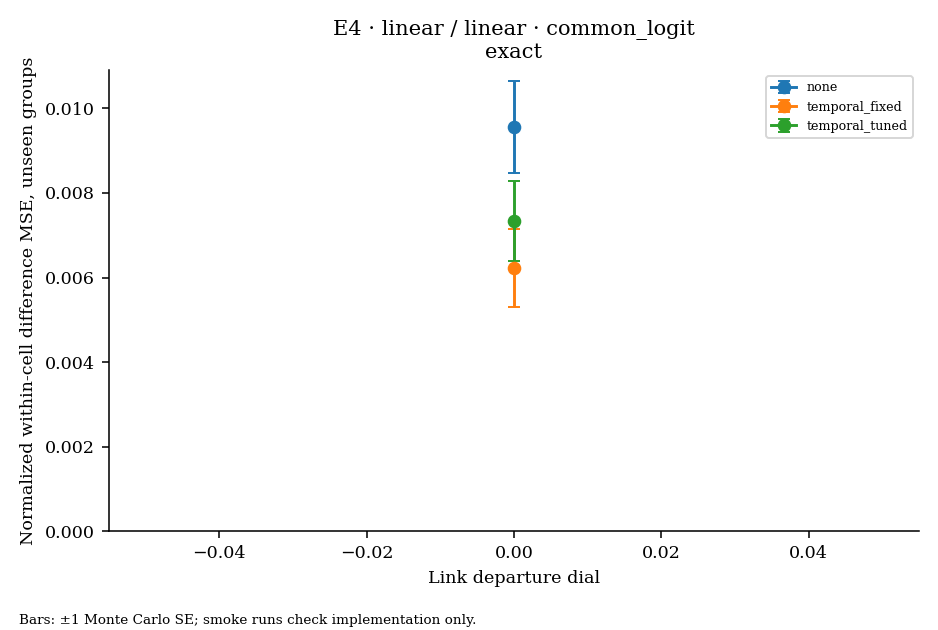 E4 · linear / linear · common_logit
exact
Normalized within-cell difference MSE, unseen groups
0.010
0.008
0.006
0.004
0.002
0.000
none
temporal_fixed
temporal_tuned
−0.04
−0.02
0.00
0.02
0.04
Link departure dial
Bars: ±1 Monte Carlo SE; smoke runs check implementation only.